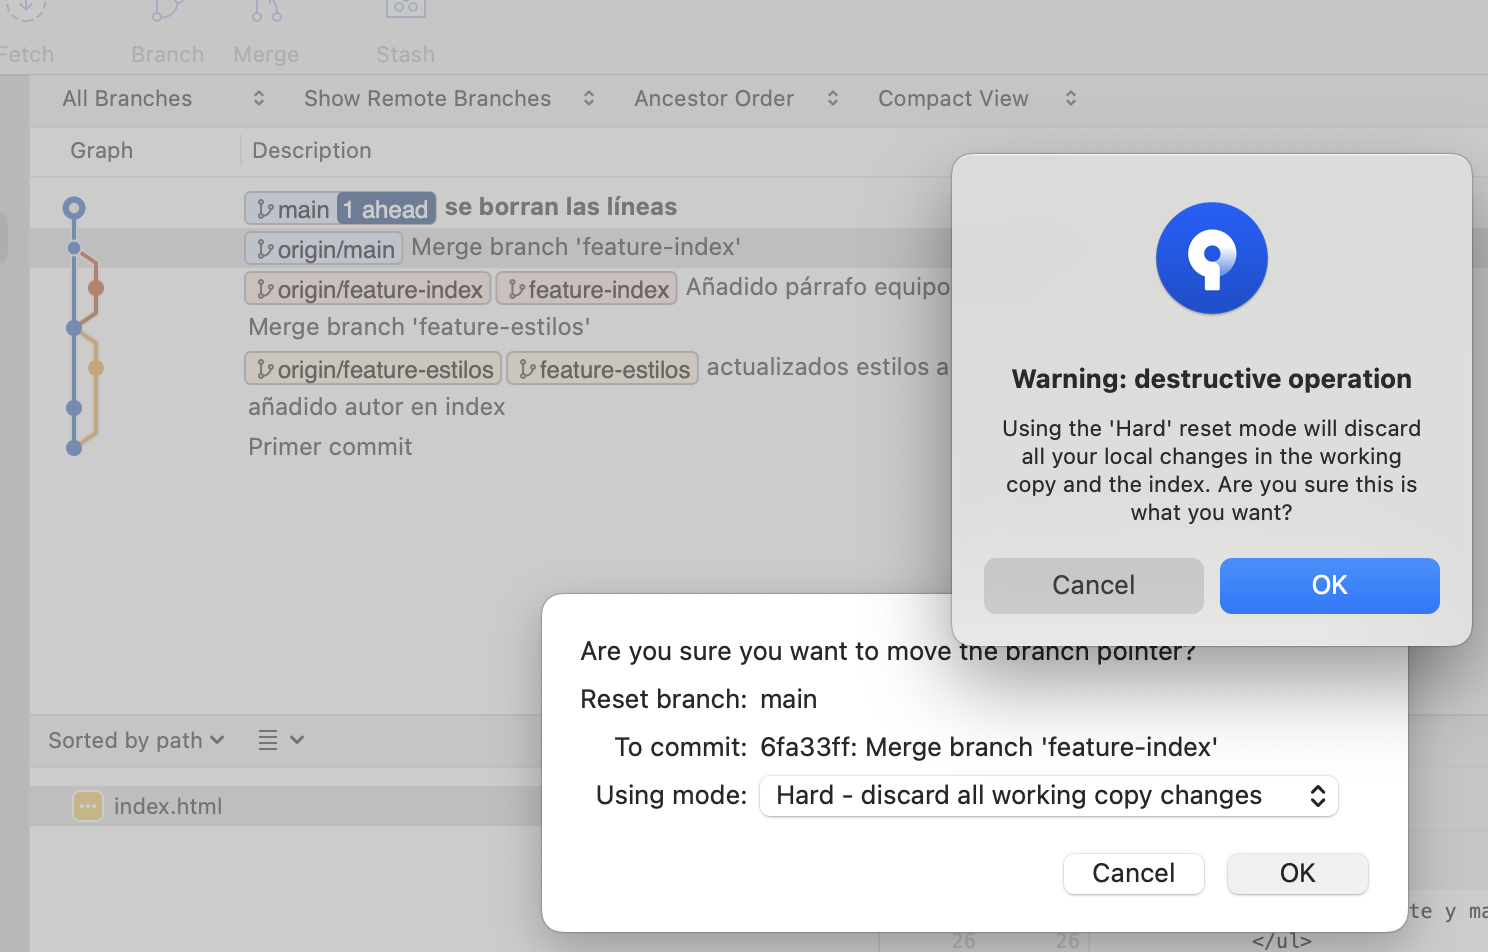 Fetch Branch Merge Stash
All Branches Show Remote Branches Ancestor Order Compact View
Graph Description
main 1 ahead se borran las líneas
origin/main Merge branch 'feature-index'
origin/feature-index feature-index Añadido párrafo equipo
Merge branch 'feature-estilos'
origin/feature-estilos feature-estilos actualizados estilos a
añadido autor en index
Primer commit
Warning: destructive operation
Using the 'Hard' reset mode will discard
all your local changes in the working
copy and the index. Are you sure this is
what you want?
Cancel OK
Are you sure you want to move the branch pointer?
Reset branch: main
To commit: 6fa33ff: Merge branch 'feature-index'
Using mode: Hard - discard all working copy changes
Cancel OK
Sorted by path
index.html
te y ma
26 26 </ul>